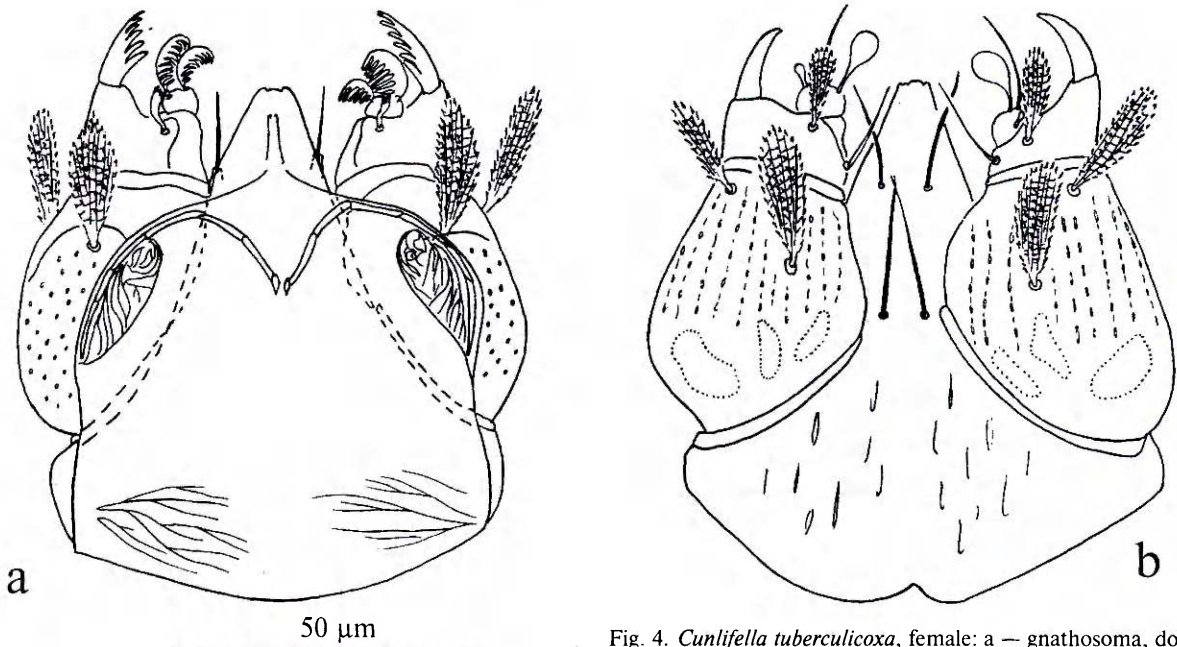 a
b
50 µm
Fig. 4. Cunlifella tuberculicoxa, female: a — gnathosoma, do